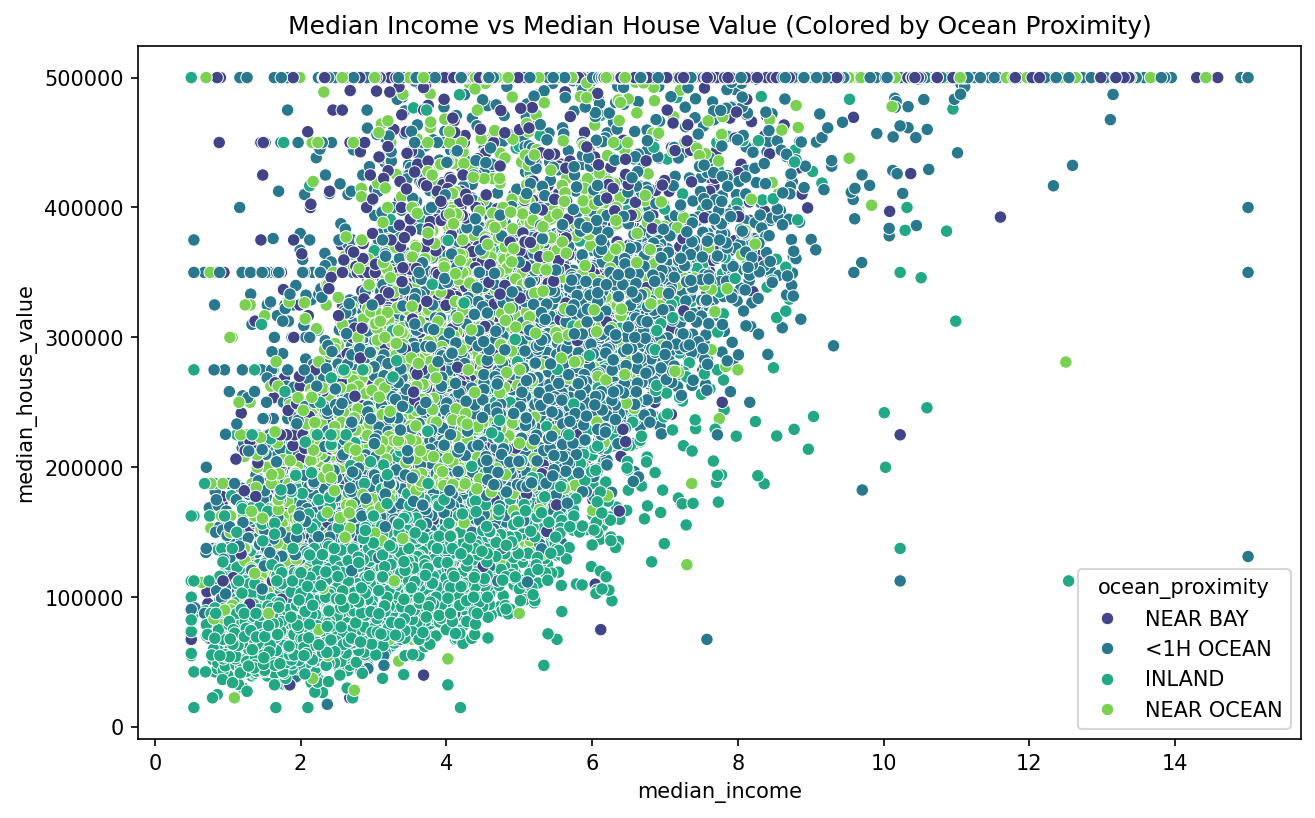 Median Income vs Median House Value (Colored by Ocean Proximity)
median_house_value
500000
400000
300000
200000
100000
0
0 2 4 6 8 10 12 14
median_income
ocean_proximity
NEAR BAY
<1H OCEAN
INLAND
NEAR OCEAN